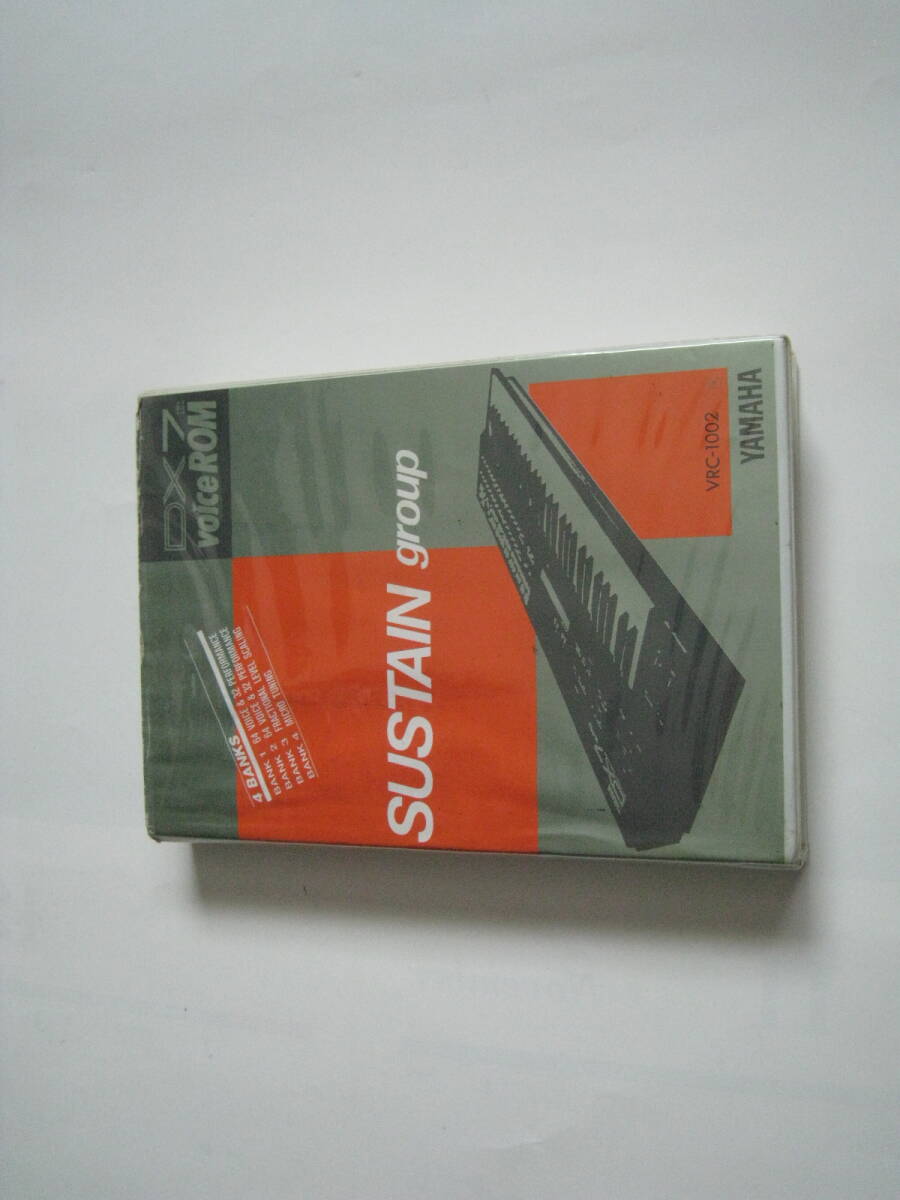 DX7
voiceROM
4 BANKS
BANK 1 64 VOICE & 32 PERFORMANCE
BANK 2 64 VOICE & 32 PERFORMANCE
BANK 3 FRACTIONAL LEVEL SCALING
BANK 4 MICRO TUNING
SUSTAIN group
VRC-1002
YAMAHA